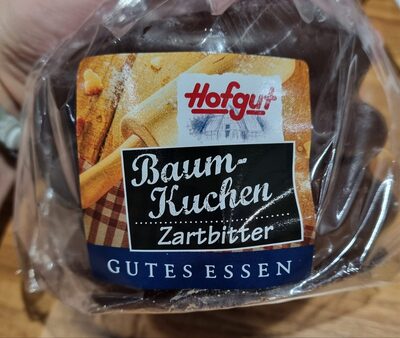 Hofgut
Baum-
Kuchen
Zartbitter
GUTES ESSEN